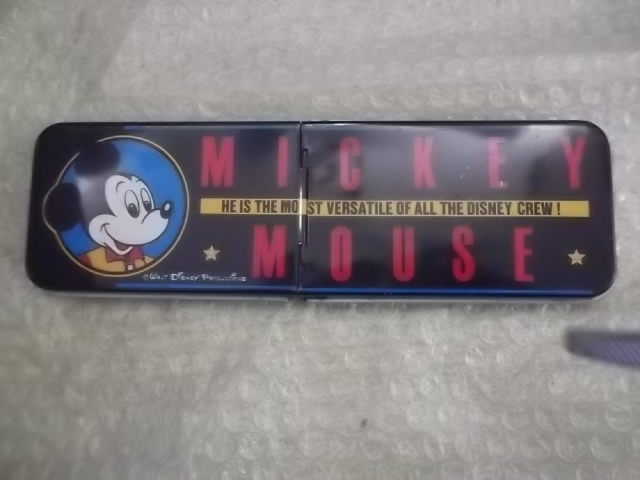 MICKEY
HE IS THE MOST VERSATILE OF ALL THE DISNEY CREW!
MOUSE
© WALT DISNEY PRODUCTIONS